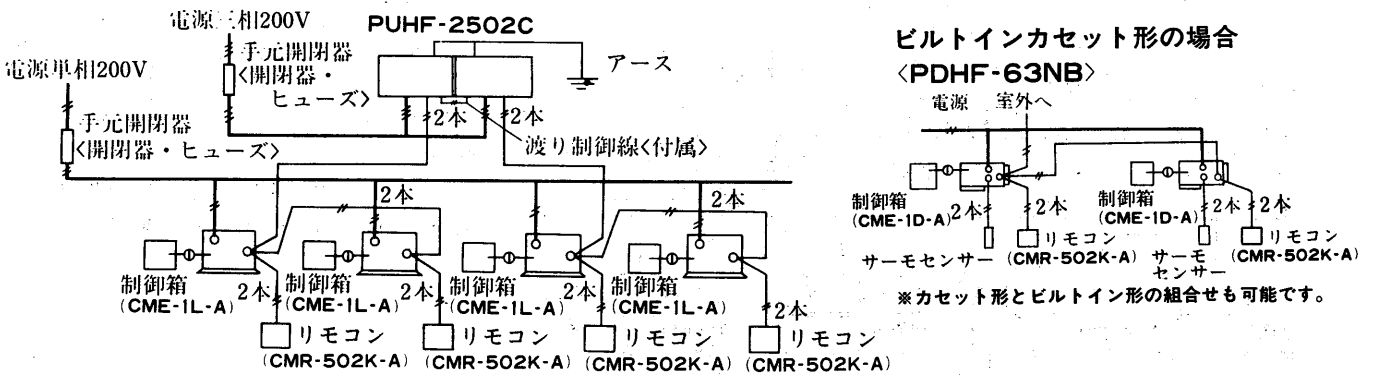 電源三相200V
PUHF-2502C
手元開閉器
〈開閉器・
ヒューズ〉
アース
電源単相200V
手元開閉器
〈開閉器・ヒューズ〉
2本
2本
渡り制御線〈付属〉
2本
2本
制御箱
(CME-1L-A)
2本
制御箱
(CME-1L-A)
2本
制御箱
(CME-1L-A)
2本
制御箱
(CME-1L-A)
2本
リモコン
(CMR-502K-A)
リモコン
(CMR-502K-A)
リモコン
(CMR-502K-A)
リモコン
(CMR-502K-A)
ビルトインカセット形の場合
〈PDHF-63NB〉
電源
室外へ
制御箱
(CME-1D-A)
2本
2本
制御箱
(CME-1D-A)
2本
2本
サーモセンサー
リモコン
(CMR-502K-A)
サーモ
センサー
リモコン
(CMR-502K-A)
※カセット形とビルトイン形の組合せも可能です。